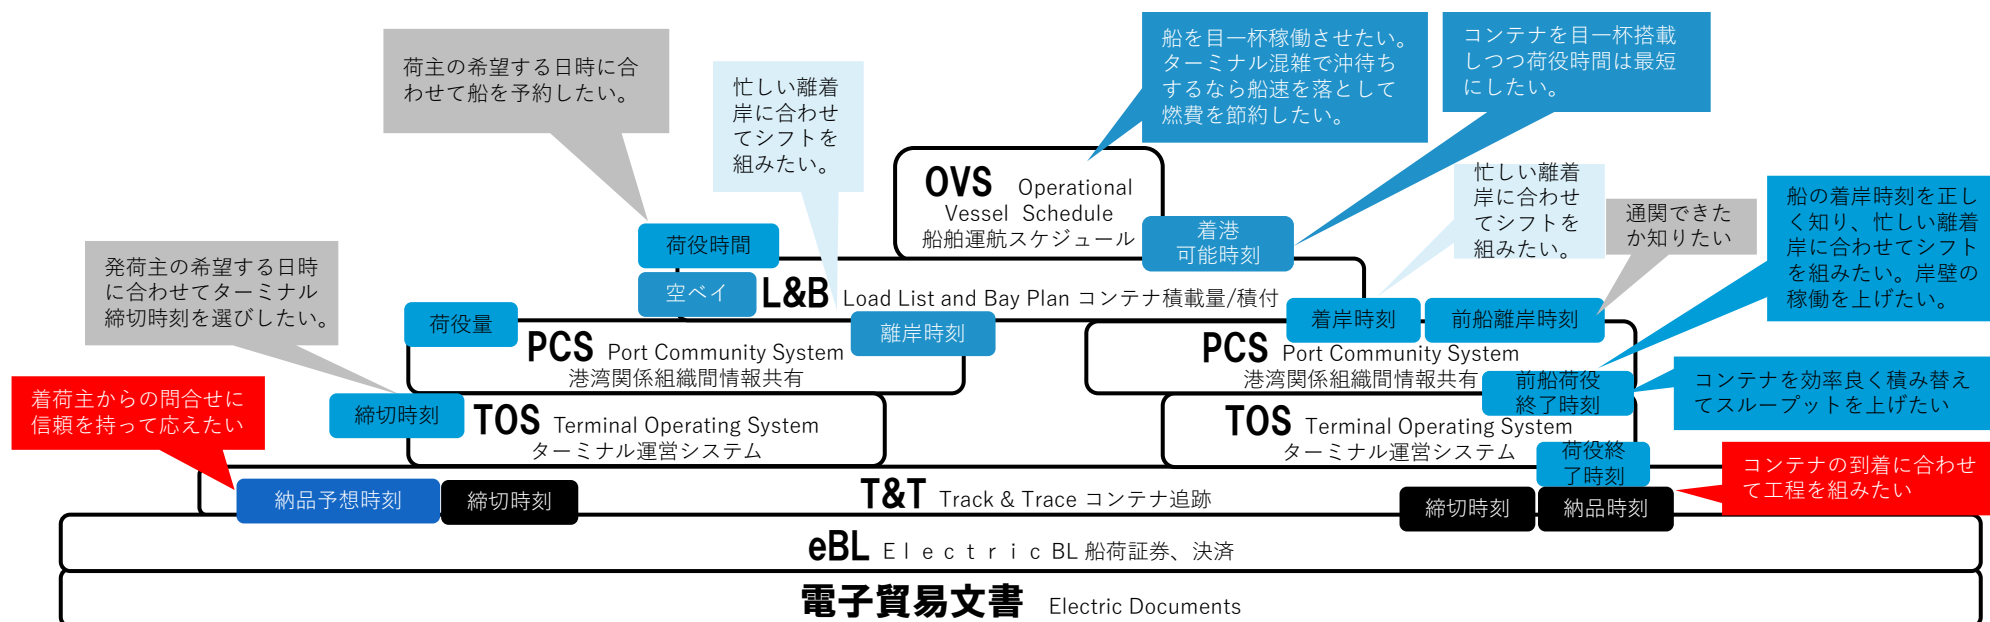 荷主の希望する日時に合
わせて船を予約したい。
忙しい離着
岸に合わせ
てシフトを
組みたい。
船を目一杯稼働させたい。
ターミナル混雑で沖待ち
するなら船速を落として
燃費を節約したい。
コンテナを目一杯搭載
しつつ荷役時間は最短
にしたい。
OVS Operational
Vessel Schedule
船舶運航スケジュール
着港
可能時刻
忙しい離着
岸に合わせ
てシフトを
組みたい。
通関できた
か知りたい
船の着岸時刻を正し
く知り、忙しい離着
岸に合わせてシフト
を組みたい。岸壁の
稼働を上げたい。
発荷主の希望する日時
に合わせてターミナル
締切時刻を選びしたい。
荷役時間
空ベイ
L&B Load List and Bay Plan コンテナ積載量/積付
荷役量
離岸時刻
着岸時刻
前船離岸時刻
PCS Port Community System
港湾関係組織間情報共有
PCS Port Community System
港湾関係組織間情報共有
前船荷役
終了時刻
コンテナを効率良く積み替え
てスループットを上げたい
着荷主からの問合せに
信頼を持って応えたい
締切時刻
TOS Terminal Operating System
ターミナル運営システム
TOS Terminal Operating System
ターミナル運営システム
荷役終
了時刻
コンテナの到着に合わせ
て工程を組みたい
納品予想時刻
締切時刻
T&T Track & Trace コンテナ追跡
締切時刻
納品時刻
eBL Electric BL 船荷証券、決済
電子貿易文書 Electric Documents